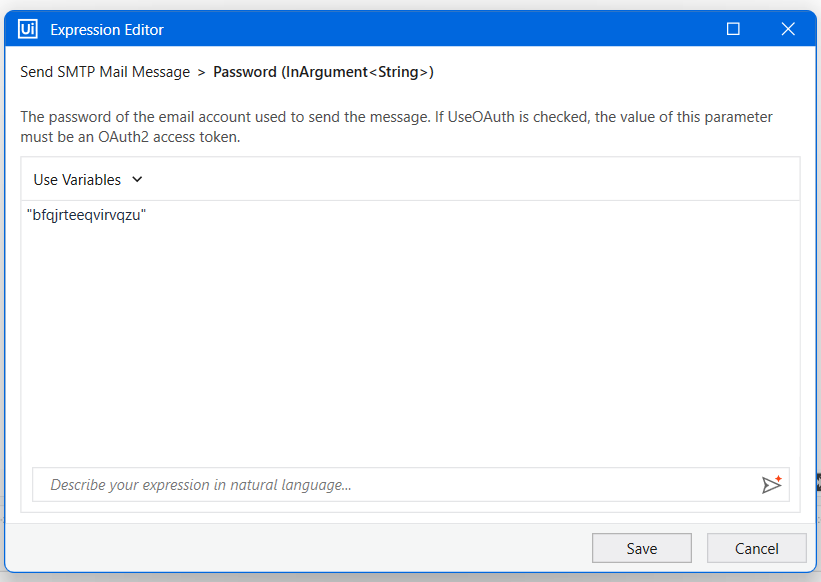 Ui Expression Editor
Send SMTP Mail Message > Password (InArgument<String>)
The password of the email account used to send the message. If UseOAuth is checked, the value of this parameter
must be an OAuth2 access token.
Use Variables
"bfqjrteeqvirvqzu"
Describe your expression in natural language...
Save Cancel